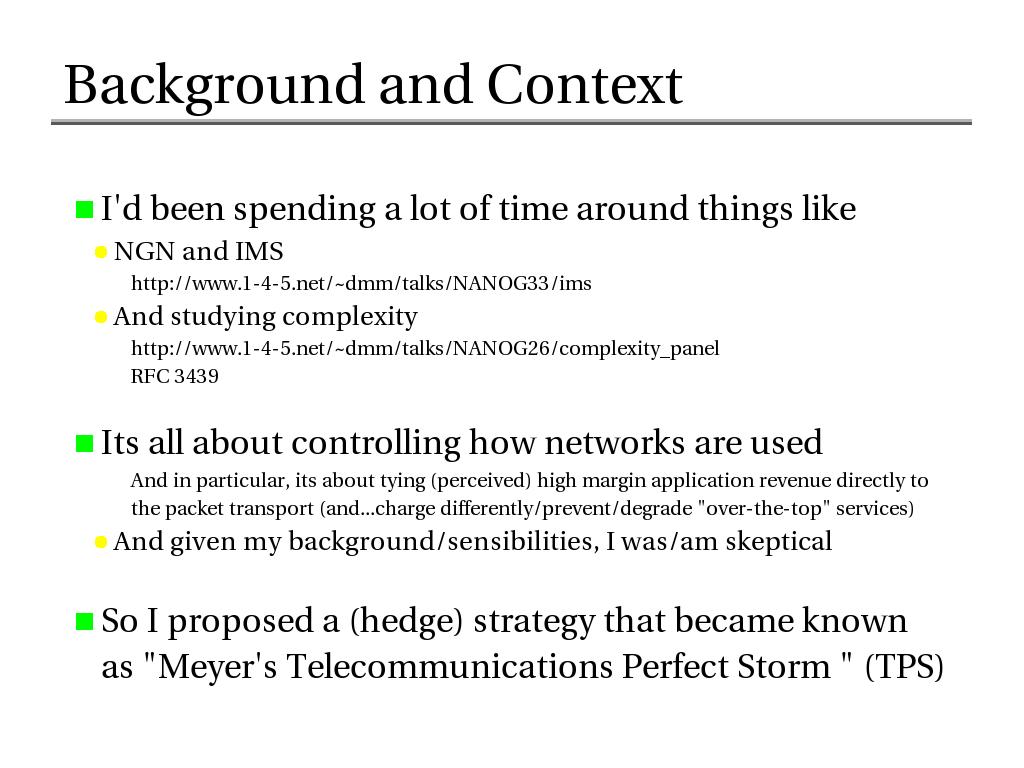 Background and Context
I'd been spending a lot of time around things like
NGN and IMS
http://www.1-4-5.net/~dmm/talks/NANOG33/ims
And studying complexity
http://www.1-4-5.net/~dmm/talks/NANOG26/complexity_panel
RFC 3439
Its all about controlling how networks are used
And in particular, its about tying (perceived) high margin application revenue directly to
the packet transport (and...charge differently/prevent/degrade "over-the-top" services)
And given my background/sensibilities, I was/am skeptical
So I proposed a (hedge) strategy that became known
as "Meyer's Telecommunications Perfect Storm " (TPS)